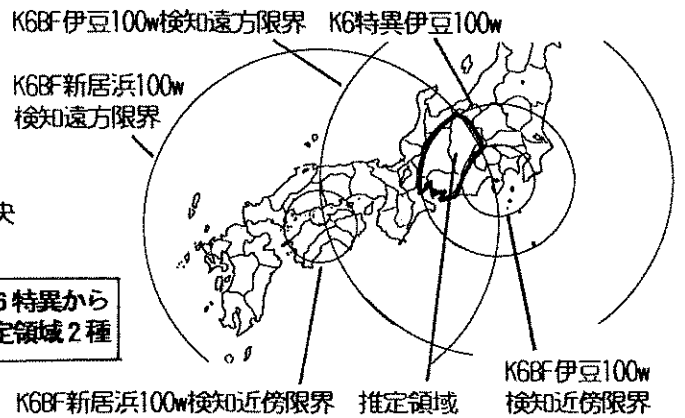 K6BF伊豆100w検知遠方限界
K6特異伊豆100w
K6BF新居浜100w
検知遠方限界
央
6特異から
定領域2種
K6BF新居浜100w検知近傍限界
推定領域
K6BF伊豆100w
検知近傍限界